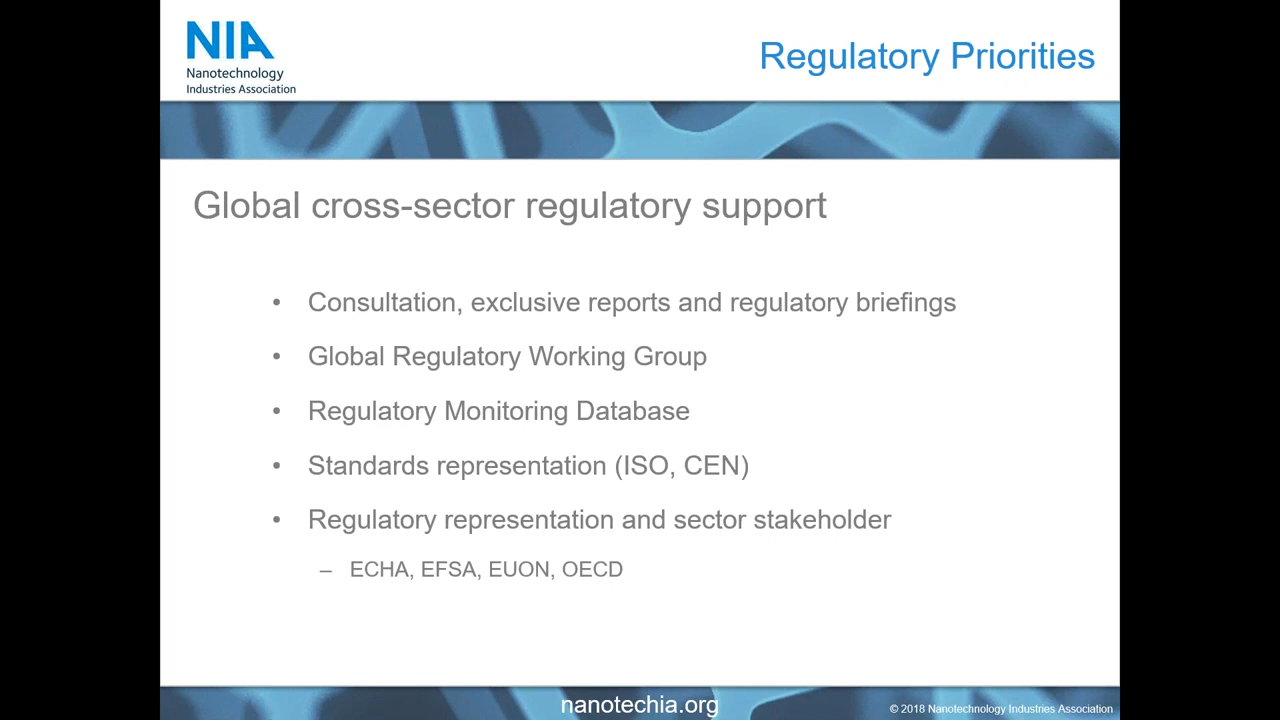 NIA
Nanotechnology
Industries Association
Regulatory Priorities
Global cross-sector regulatory support
• Consultation, exclusive reports and regulatory briefings
• Global Regulatory Working Group
• Regulatory Monitoring Database
• Standards representation (ISO, CEN)
• Regulatory representation and sector stakeholder
– ECHA, EFSA, EUON, OECD
nanotechia.org
© 2018 Nanotechnology Industries Association